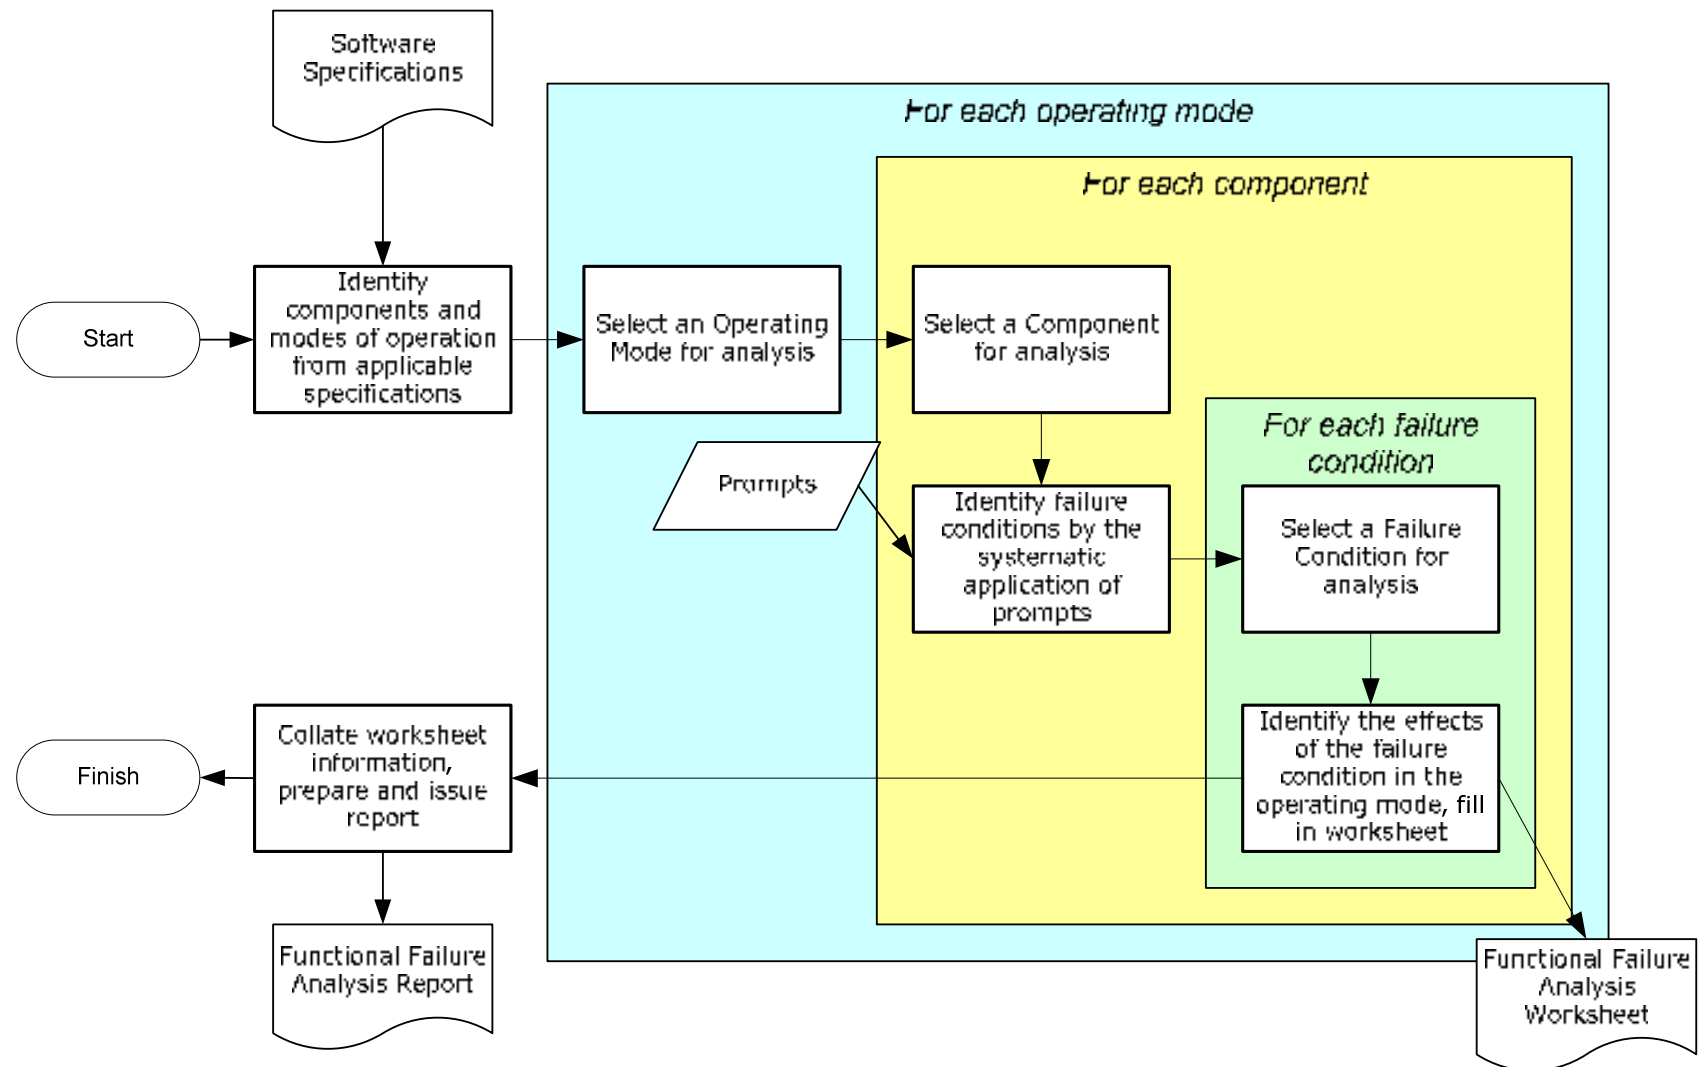 Software
Specifications
For each operating mode
For each component
Start
Identify
components and
modes of operation
from applicable
specifications
Select an Operating
Mode for analysis
Select a Component
for analysis
For each failure
condition
Prompts
Identify failure
conditions by the
systematic
application of
prompts
Select a Failure
Condition for
analysis
Identify the effects
of the failure
condition in the
operating mode, fill
in worksheet
Collate worksheet
information,
prepare and issue
report
Finish
Functional Failure
Analysis Report
Functional Failure
Analysis
Worksheet